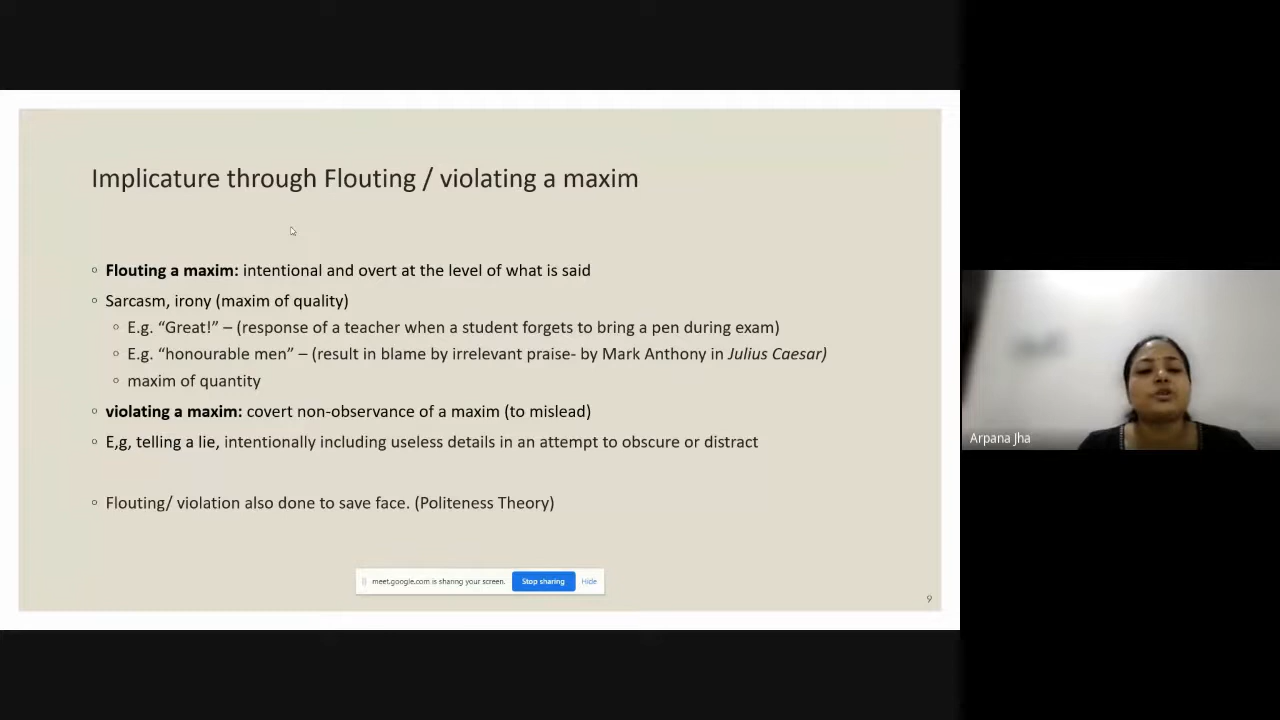 Implicature through Flouting / violating a maxim
◦ Flouting a maxim: intentional and overt at the level of what is said
◦ Sarcasm, irony (maxim of quality)
◦ E.g. “Great!” – (response of a teacher when a student forgets to bring a pen during exam)
◦ E.g. “honourable men” – (result in blame by irrelevant praise- by Mark Anthony in Julius Caesar)
◦ maxim of quantity
◦ violating a maxim: covert non-observance of a maxim (to mislead)
◦ E,g, telling a lie, intentionally including useless details in an attempt to obscure or distract
◦ Flouting/ violation also done to save face. (Politeness Theory)
meet.google.com is sharing your screen. Stop sharing Hide
9
Arpana Jha